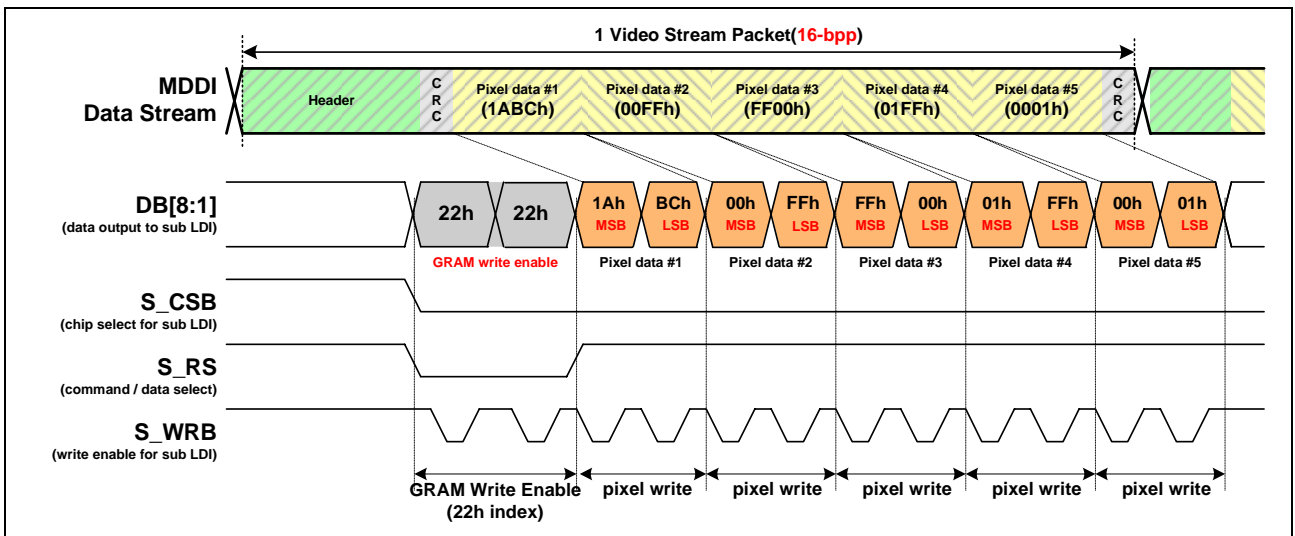 1 Video Stream Packet(16-bpp)
MDDI
Data Stream
Header
C
R
C
Pixel data #1
(1ABCh)
Pixel data #2
(00FFh)
Pixel data #3
(FF00h)
Pixel data #4
(01FFh)
Pixel data #5
(0001h)
C
R
C
DB[8:1]
(data output to sub LDI)
22h 22h
1Ah BCh 00h FFh FFh 00h 01h FFh 00h 01h
MSB LSB MSB LSB MSB LSB MSB LSB MSB LSB
GRAM write enable Pixel data #1 Pixel data #2 Pixel data #3 Pixel data #4 Pixel data #5
S_CSB
(chip select for sub LDI)
S_RS
(command / data select)
S_WRB
(write enable for sub LDI)
GRAM Write Enable
(22h index)
pixel write pixel write pixel write pixel write pixel write